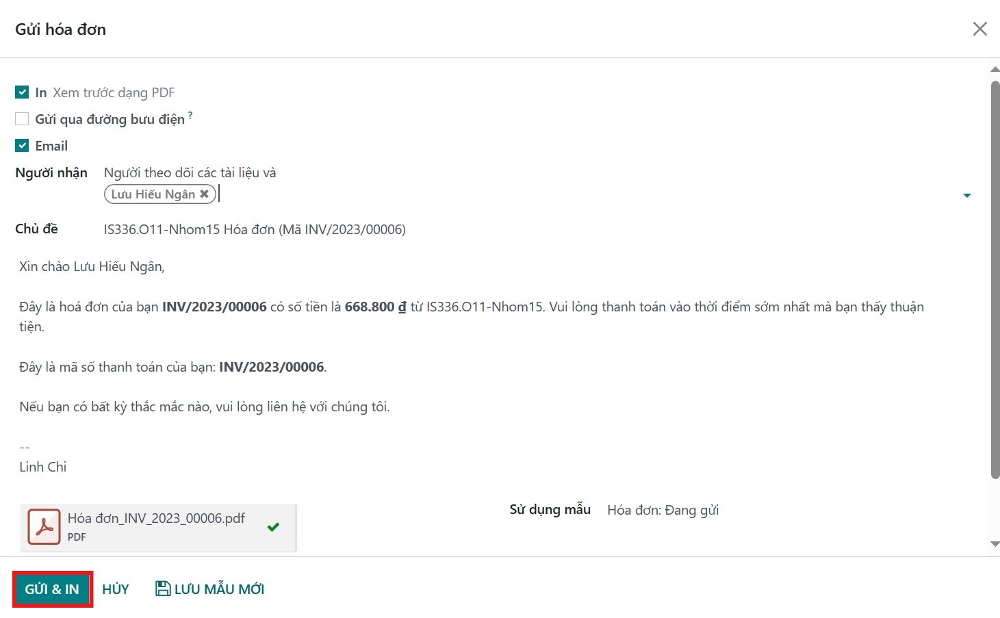 Gửi hóa đơn
In Xem trước dạng PDF
Gửi qua đường bưu điện ?
Email
Người nhận Người theo dõi các tài liệu và
Lưu Hiếu Ngân ✖
Chủ đề IS336.O11-Nhom15 Hóa đơn (Mã INV/2023/00006)
Xin chào Lưu Hiếu Ngân,
Đây là hoá đơn của bạn INV/2023/00006 có số tiền là 668.800 ₫ từ IS336.O11-Nhom15. Vui lòng thanh toán vào thời điểm sớm nhất mà bạn thấy thuận
tiện.
Đây là mã số thanh toán của bạn: INV/2023/00006.
Nếu bạn có bất kỳ thắc mắc nào, vui lòng liên hệ với chúng tôi.
--
Linh Chi
Hóa đơn_INV_2023_00006.pdf
PDF
Sử dụng mẫu Hóa đơn: Đang gửi
GỬI & IN HỦY LƯU MẪU MỚI